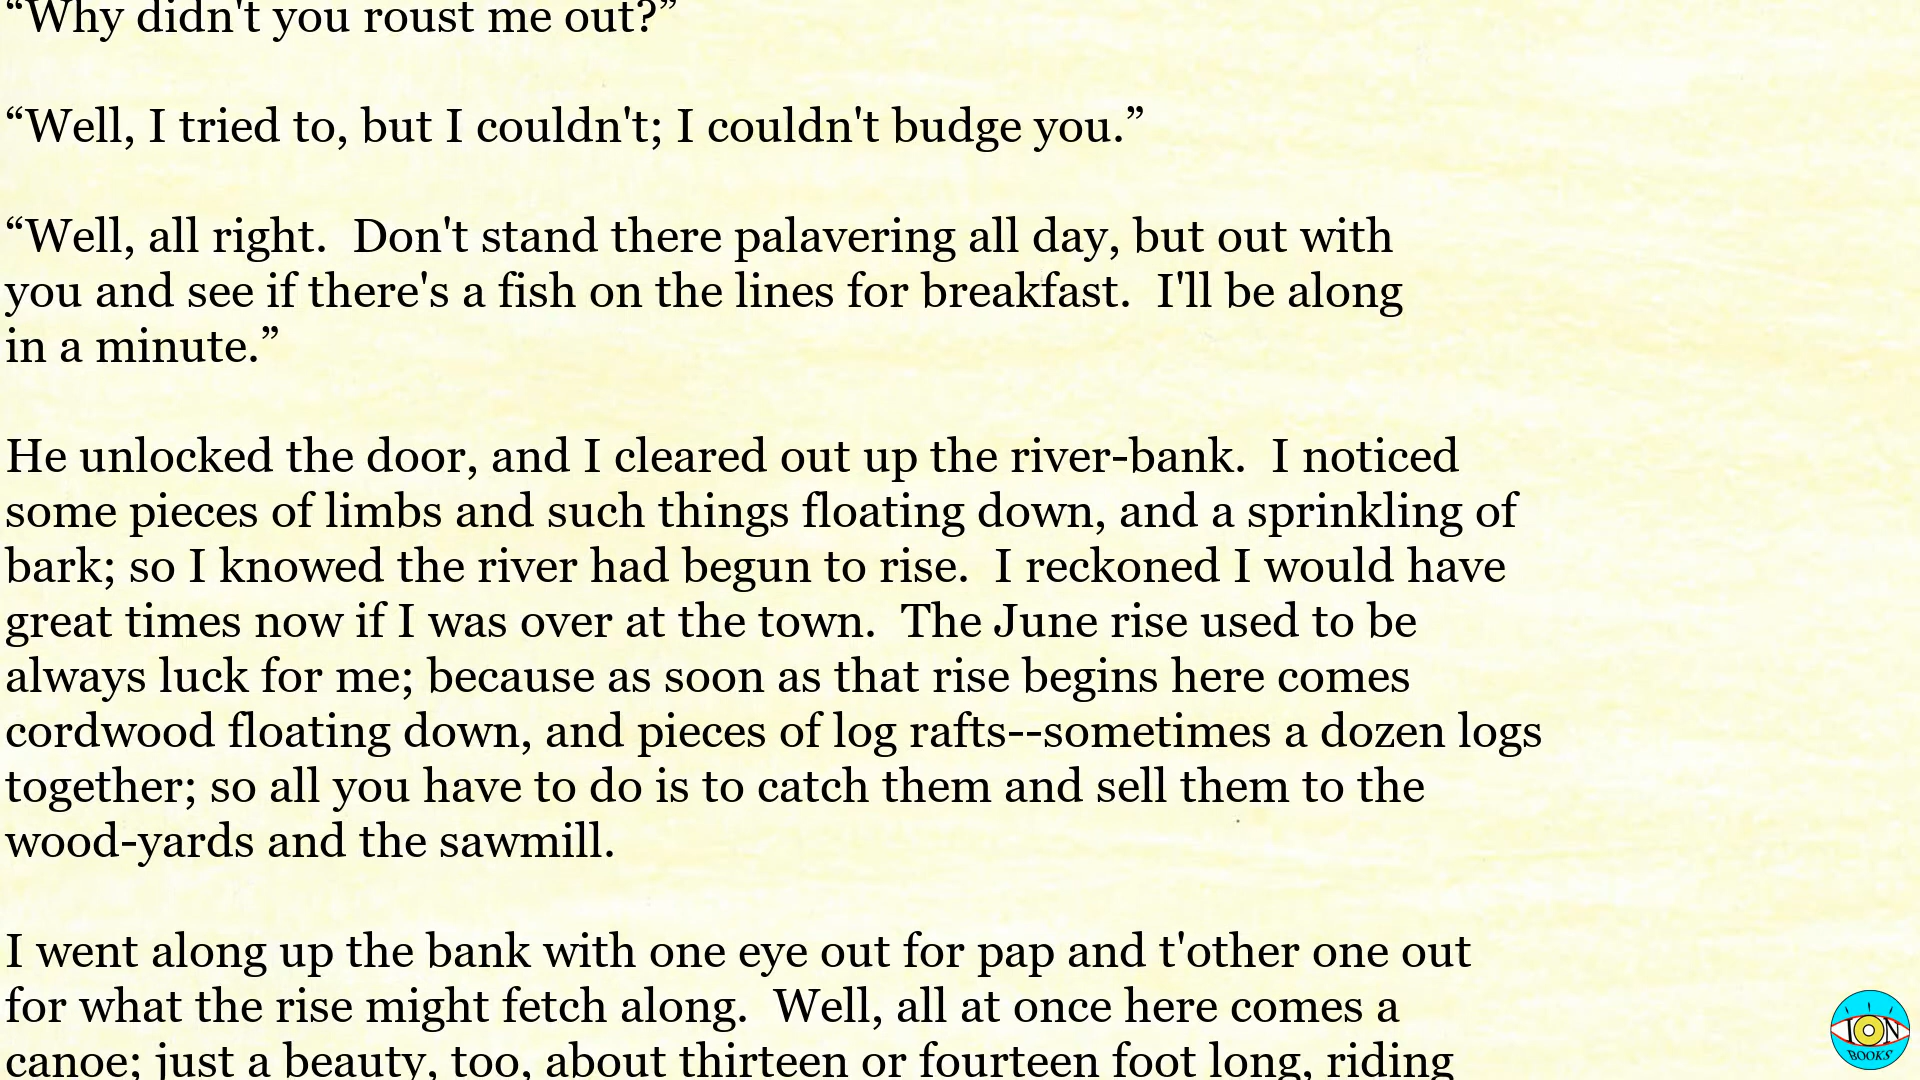 “Why didn't you roust me out?”
“Well, I tried to, but I couldn't; I couldn't budge you.”
“Well, all right.  Don't stand there palavering all day, but out with
you and see if there's a fish on the lines for breakfast.  I'll be along
in a minute.”
He unlocked the door, and I cleared out up the river-bank.  I noticed
some pieces of limbs and such things floating down, and a sprinkling of
bark; so I knowed the river had begun to rise.  I reckoned I would have
great times now if I was over at the town.  The June rise used to be
always luck for me; because as soon as that rise begins here comes
cordwood floating down, and pieces of log rafts--sometimes a dozen logs
together; so all you have to do is to catch them and sell them to the
wood-yards and the sawmill.
I went along up the bank with one eye out for pap and t'other one out
for what the rise might fetch along.  Well, all at once here comes a
canoe; just a beauty, too, about thirteen or fourteen foot long, riding
ION
BOOKS